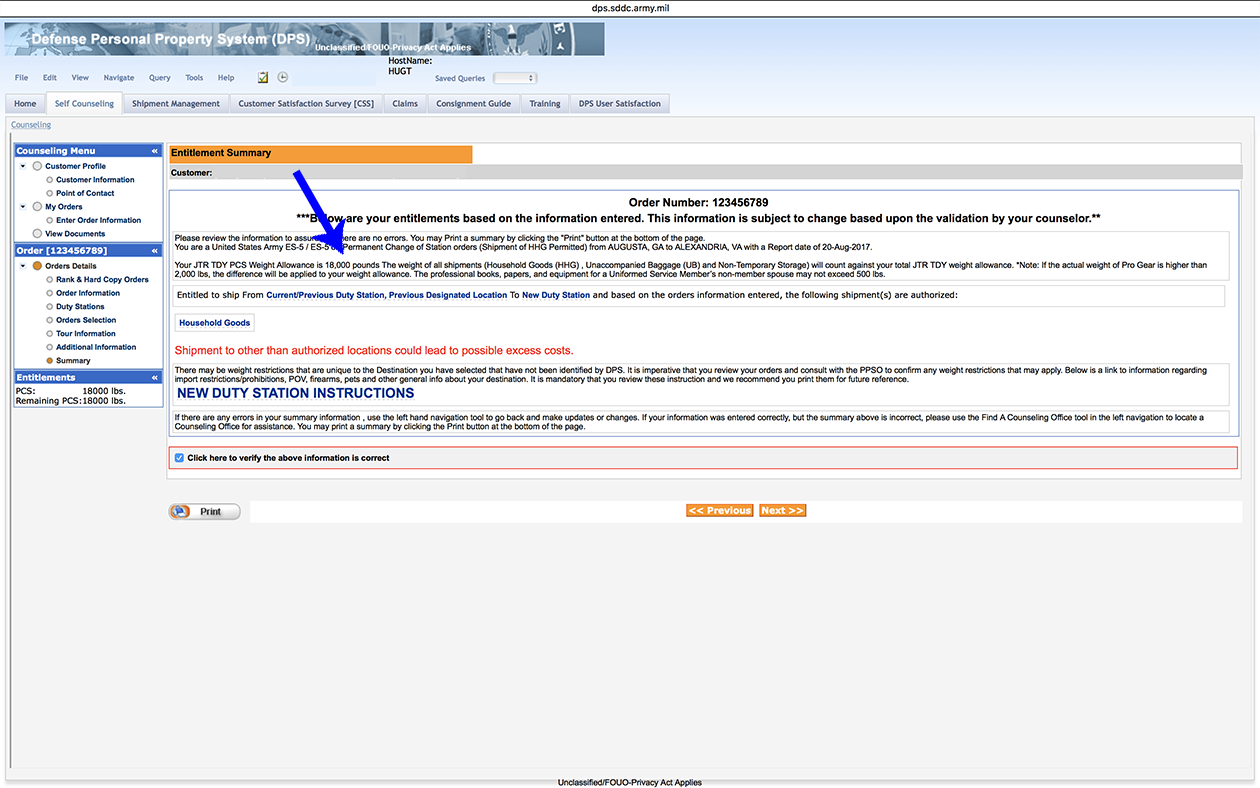 dps.sddc.army.mil
Defense Personal Property System (DPS)
Unclassified/FOUO-Privacy Act Applies
HostName:
HUGT
File Edit View Navigate Query Tools Help
Saved Queries
Home Self Counseling Shipment Management Customer Satisfaction Survey [CSS] Claims Consignment Guide Training DPS User Satisfaction
Counseling
Counseling Menu «
Customer Profile
Customer Information
Point of Contact
My Orders
Enter Order Information
View Documents
Order [123456789] «
Orders Details
Rank & Hard Copy Orders
Order Information
Duty Stations
Orders Selection
Tour Information
Additional Information
Summary
Entitlements «
PCS: 18000 lbs.
Remaining PCS:18000 lbs.
Entitlement Summary
Customer:
Order Number: 123456789
***Below are your entitlements based on the information entered. This information is subject to change based upon the validation by your counselor.**
Please review the information to assu here are no errors. You may Print a summary by clicking the "Print" button at the bottom of the page.
You are a United States Army ES-5 / ES-5 Permanent Change of Station orders (Shipment of HHG Permitted) from AUGUSTA, GA to ALEXANDRIA, VA with a Report date of 20-Aug-2017.
Your JTR TDY PCS Weight Allowance is 18,000 pounds The weight of all shipments (Household Goods (HHG) , Unaccompanied Baggage (UB) and Non-Temporary Storage) will count against your total JTR TDY weight allowance. *Note: If the actual weight of Pro Gear is higher than
2,000 lbs, the difference will be applied to your weight allowance. The professional books, papers, and equipment for a Uniformed Service Member's non-member spouse may not exceed 500 lbs.
Entitled to ship From Current/Previous Duty Station, Previous Designated Location To New Duty Station and based on the orders information entered, the following shipment(s) are authorized:
Household Goods
Shipment to other than authorized locations could lead to possible excess costs.
There may be weight restrictions that are unique to the Destination you have selected that have not been identified by DPS. It is imperative that you review your orders and consult with the PPSO to confirm any weight restrictions that may apply. Below is a link to information regarding
import restrictions/prohibitions, POV, firearms, pets and other general info about your destination. It is mandatory that you review these instruction and we recommend you print them for future reference.
NEW DUTY STATION INSTRUCTIONS
If there are any errors in your summary information , use the left hand navigation tool to go back and make updates or changes. If your information was entered correctly, but the summary above is incorrect, please use the Find A Counseling Office tool in the left navigation to locate a
Counseling Office for assistance. You may print a summary by clicking the Print button at the bottom of the page.
Click here to verify the above information is correct
Print
<< Previous Next >>
Unclassified/FOUO-Privacy Act Applies